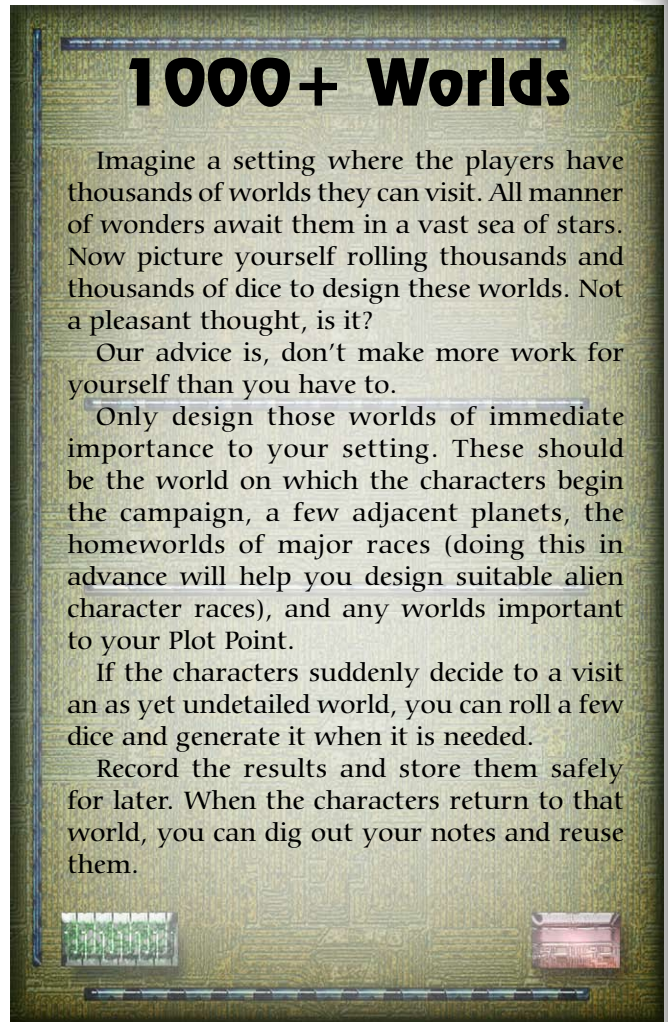 1000+ Worlds
Imagine a setting where the players have
thousands of worlds they can visit. All manner
of wonders await them in a vast sea of stars.
Now picture yourself rolling thousands and
thousands of dice to design these worlds. Not
a pleasant thought, is it?
Our advice is, don’t make more work for
yourself than you have to.
Only design those worlds of immediate
importance to your setting. These should
be the world on which the characters begin
the campaign, a few adjacent planets, the
homeworlds of major races (doing this in
advance will help you design suitable alien
character races), and any worlds important
to your Plot Point.
If the characters suddenly decide to a visit
an as yet undetailed world, you can roll a few
dice and generate it when it is needed.
Record the results and store them safely
for later. When the characters return to that
world, you can dig out your notes and reuse
them.